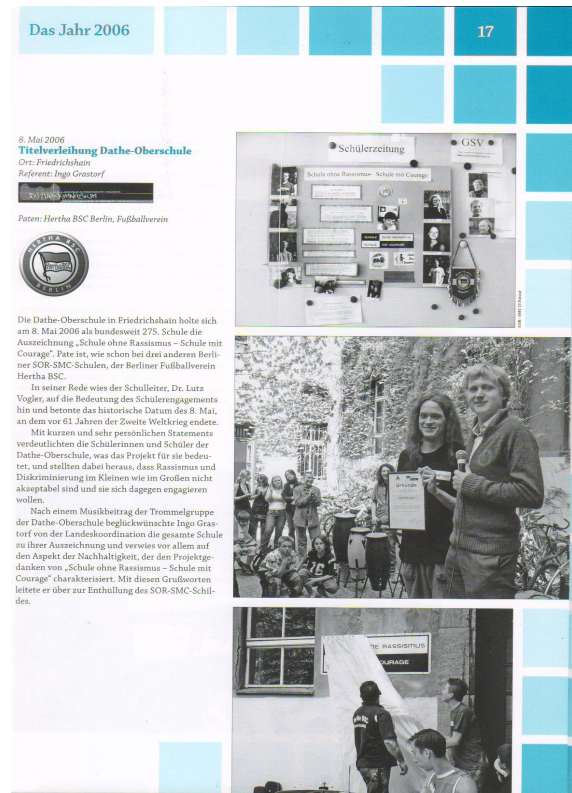 Das Jahr 2006
17
8. Mai 2006
Titelverleihung Dathe-Oberschule
Ort: Friedrichshain
Referent: Ingo Grastorf
Paten: Hertha BSC Berlin, Fußballverein
HERTHA BSC
BERLIN
Die Dathe-Oberschule in Friedrichshain holte sich
am 8. Mai 2006 als bundesweit 275. Schule die
Auszeichnung „Schule ohne Rassismus – Schule mit
Courage“. Pate ist, wie schon bei drei anderen Berli-
ner SOR-SMC-Schulen, der Berliner Fußballverein
Hertha BSC.
In seiner Rede wies der Schulleiter, Dr. Lutz
Vogler, auf die Bedeutung des Schülerengagements
hin und betonte das historische Datum des 8. Mai,
an dem vor 61 Jahren der Zweite Weltkrieg endete.
Mit kurzen und sehr persönlichen Statements
verdeutlichten die Schülerinnen und Schüler der
Dathe-Oberschule, was das Projekt für sie bedeu-
tet, und stellten dabei heraus, dass Rassismus und
Diskriminierung im Kleinen wie im Großen nicht
akzeptabel sind und sie sich dagegen engagieren
wollen.
Nach einem Musikbeitrag der Trommelgruppe
der Dathe-Oberschule beglückwünschte Ingo Gras-
torf von der Landeskoordination die gesamte Schule
zu ihrer Auszeichnung und verwies vor allem auf
den Aspekt der Nachhaltigkeit, der den Projektge-
danken von „Schule ohne Rassismus – Schule mit
Courage“ charakterisiert. Mit diesen Grußworten
leitete er über zur Enthüllung des SOR-SMC-Schil-
des.
Schülerzeitung
GSV
Schule ohne Rassismus- Schule mit Courage
URKUNDE
NE RASSISMUS
OURAGE